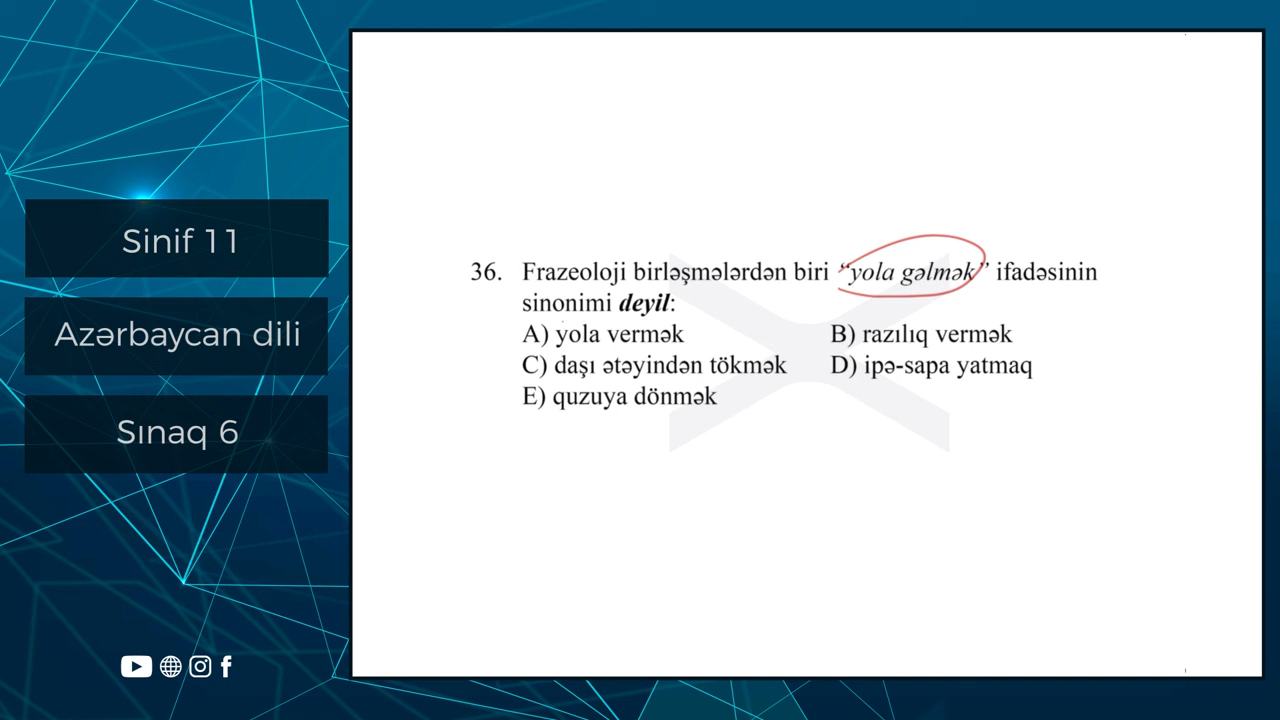 Sinif 11
Azərbaycan dili
Sınaq 6
36. Frazeoloji birləşmələrdən biri “yola gəlmək” ifadəsinin
sinonimi deyil:
A) yola vermək B) razılıq vermək
C) daşı ətəyindən tökmək D) ipə-sapa yatmaq
E) quzuya dönmək